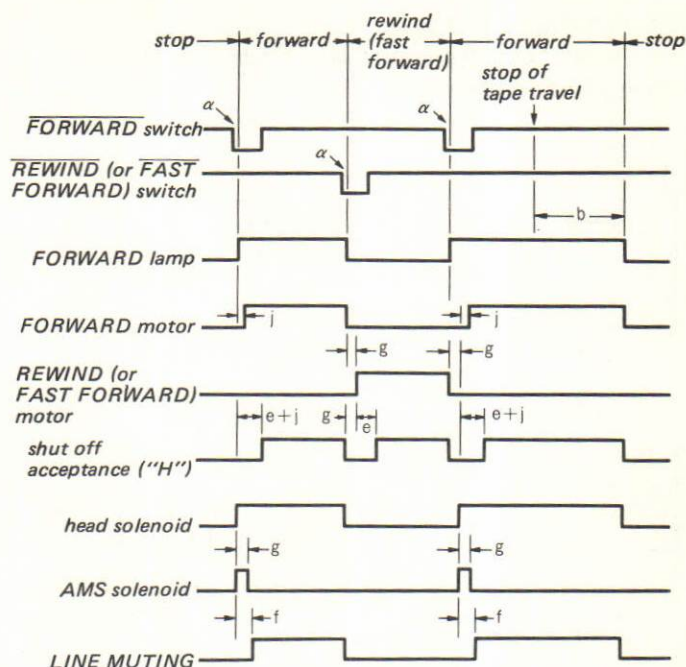 stop
forward
rewind
(fast
forward)
forward
stop
stop of
tape travel
α
α
FORWARD switch
α
REWIND (or FAST
FORWARD) switch
b
FORWARD lamp
FORWARD motor
j
j
g
g
REWIND (or
FAST FORWARD)
motor
e+j
g
e
e+j
shut off
acceptance ("H")
head solenoid
g
g
AMS solenoid
f
f
LINE MUTING